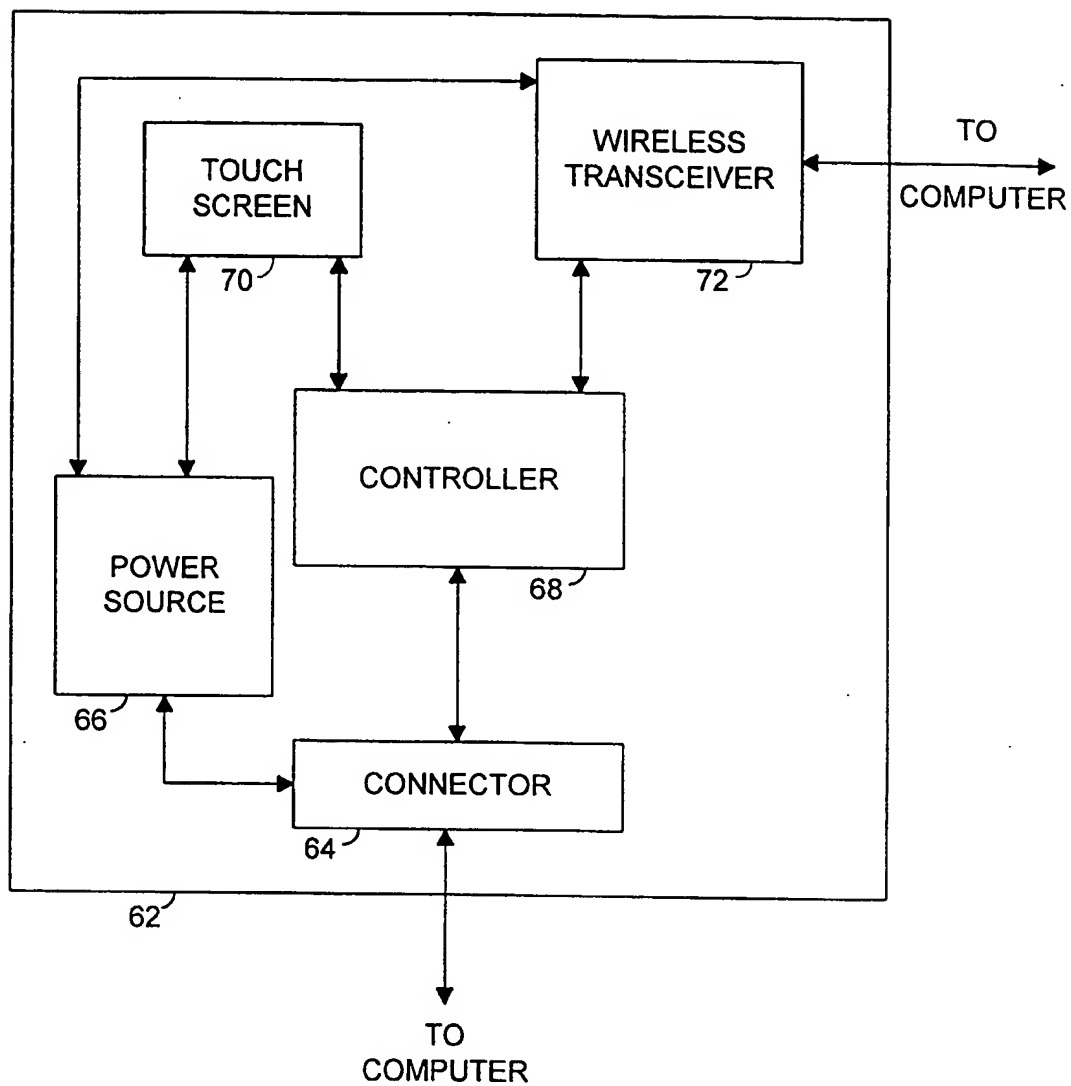 WIRELESS
TRANSCEIVER
72
TO
COMPUTER
TOUCH
SCREEN
70
CONTROLLER
68
POWER
SOURCE
66
CONNECTOR
64
62
TO
COMPUTER